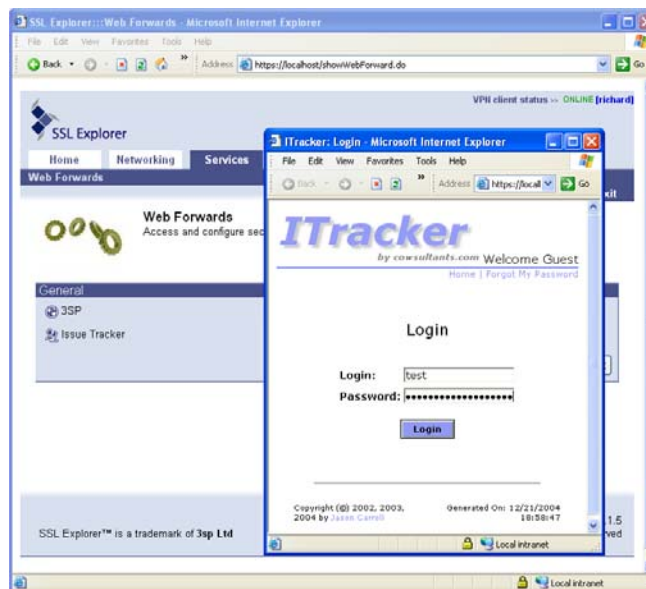 SSL Explorer:::Web Forwards - Microsoft Internet Explorer
File Edit View Favorites Tools Help
Back Address https://localhost/showWebForward.do Go
VPN client status >> ONLINE [richard]
SSL Explorer
Home Networking Services
Web Forwards
Web Forwards
Access and configure sec
General
3SP
Issue Tracker
SSL Explorer™ is a trademark of 3sp Ltd
.1.5
ITracker: Login - Microsoft Internet Explorer
File Edit View Favorites Tools Help
Back Address https://local Go
ITracker
by cowsultants.com Welcome Guest
Home | Forgot My Password
Login
Login: test
Password: ●●●●●●●●●●●●●●●●●●●
Login
Copyright (@) 2002, 2003,
2004 by Jason Carroll
Generated On: 12/21/2004
18:58:47
Local intranet
Local intranet